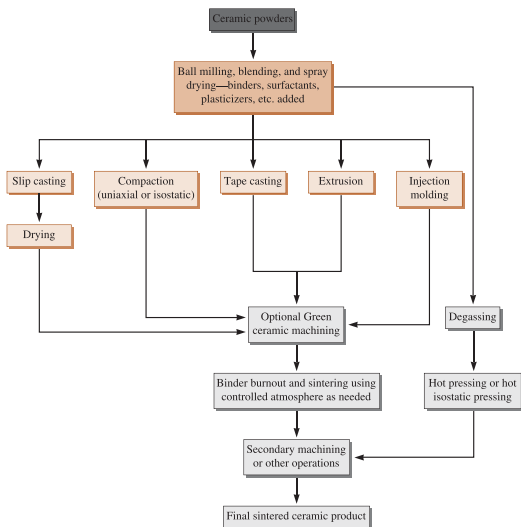 Ceramic powders
Ball milling, blending, and spray
drying—binders, surfactants,
plasticizers, etc. added
Slip casting
Compaction
(uniaxial or isostatic)
Tape casting
Extrusion
Injection
molding
Drying
Optional Green
ceramic machining
Degassing
Binder burnout and sintering using
controlled atmosphere as needed
Hot pressing or hot
isostatic pressing
Secondary machining
or other operations
Final sintered ceramic product